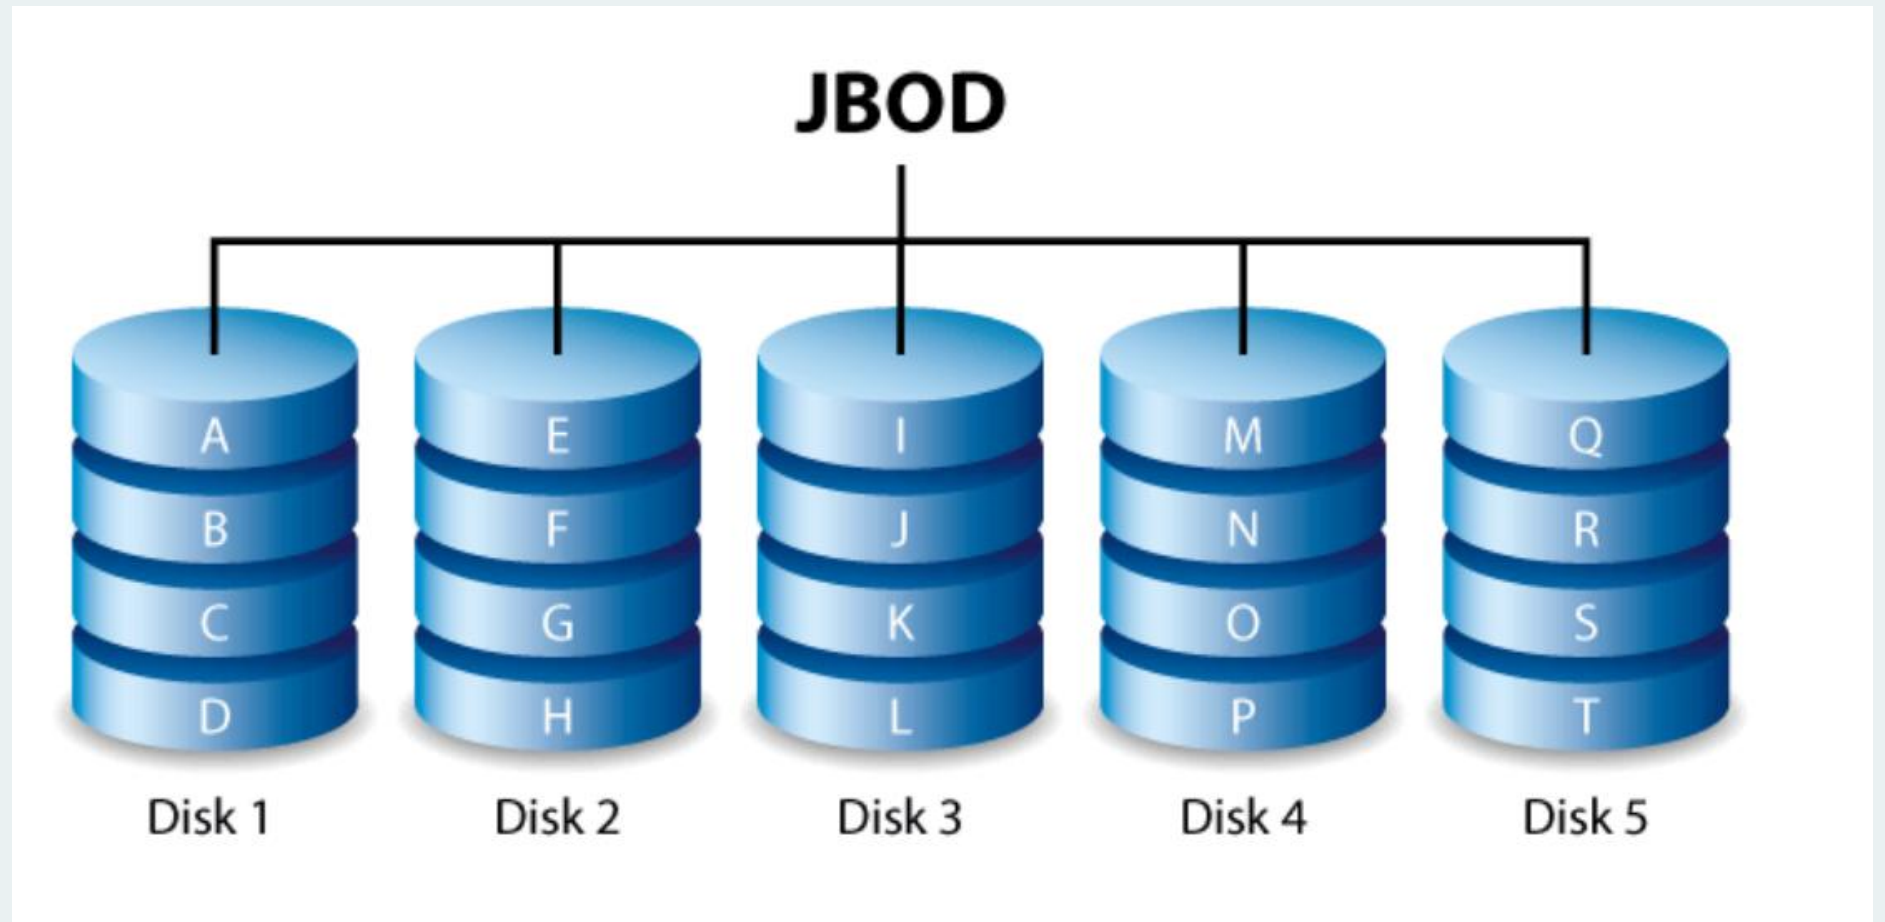 JBOD
A E I M Q
B F J N R
C G K O S
D H L P T
Disk 1 Disk 2 Disk 3 Disk 4 Disk 5